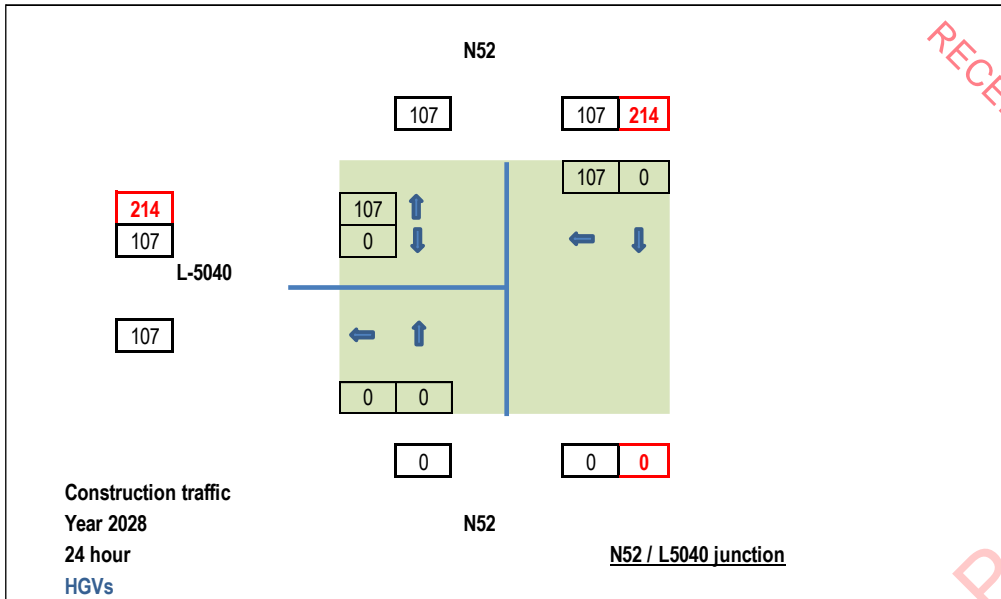 N52
RECE
107
107 214
107 0
214
107
107
0
L-5040
107
0 0
0
0 0
Construction traffic
Year 2028
N52
24 hour
N52 / L5040 junction
HGVs